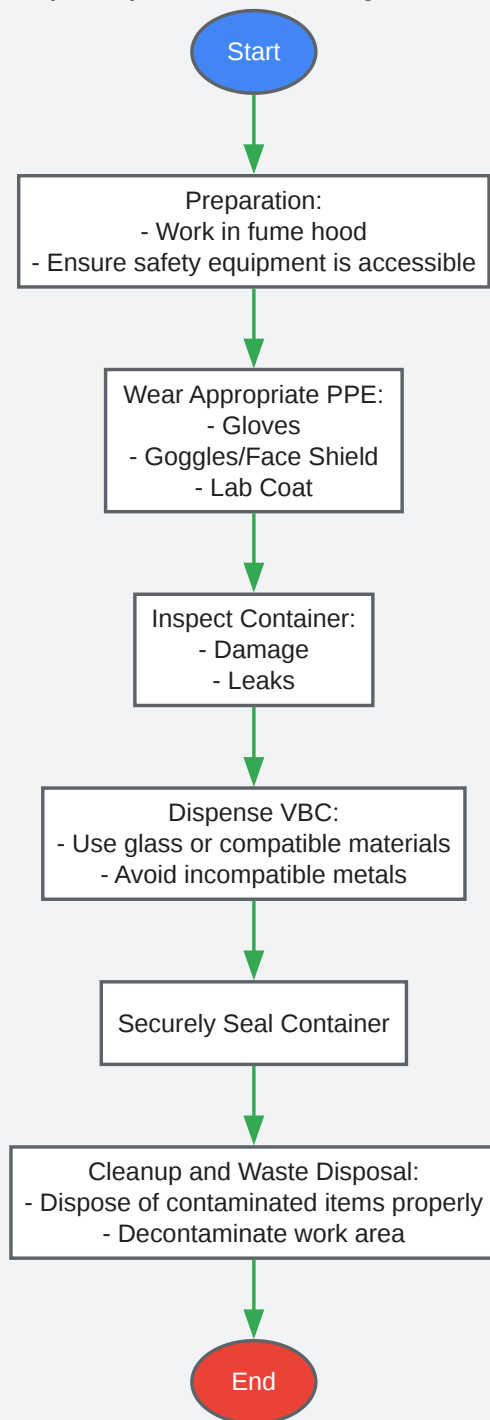 Start
Preparation:
- Work in fume hood
- Ensure safety equipment is accessible
Wear Appropriate PPE:
- Gloves
- Goggles/Face Shield
- Lab Coat
Inspect Container:
- Damage
- Leaks
Dispense VBC:
- Use glass or compatible materials
- Avoid incompatible metals
Securely Seal Container
Cleanup and Waste Disposal:
- Dispose of contaminated items properly
- Decontaminate work area
End